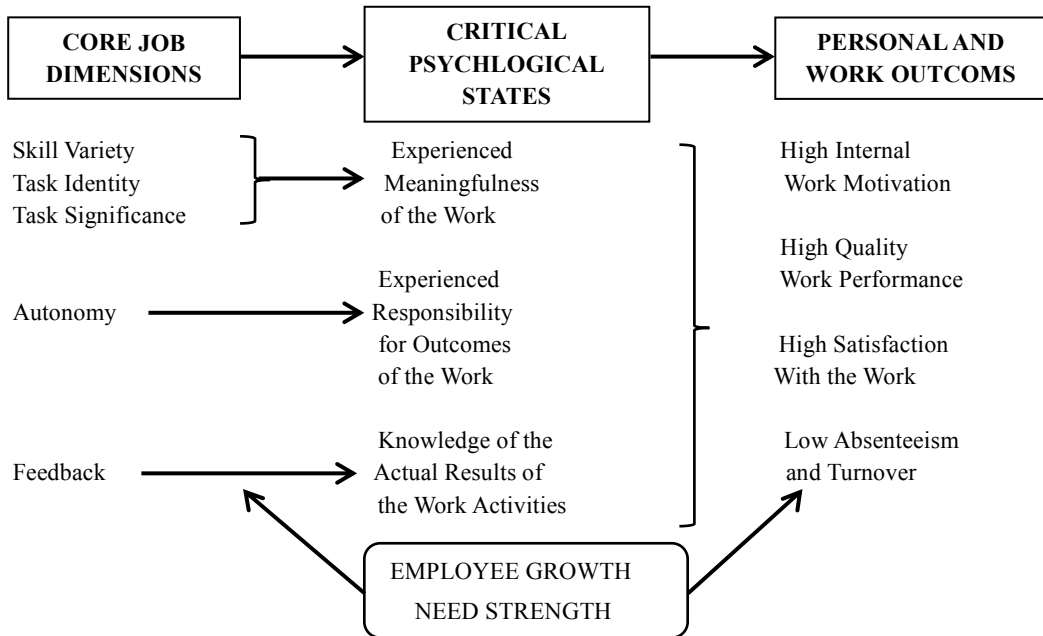 CORE JOB
DIMENSIONS
CRITICAL
PSYCHLOGICAL
STATES
PERSONAL AND
WORK OUTCOMS
Skill Variety
Task Identity
Task Significance
Experienced
Meaningfulness
of the Work
High Internal
Work Motivation
Autonomy
Experienced
Responsibility
for Outcomes
of the Work
High Quality
Work Performance
High Satisfaction
With the Work
Feedback
Knowledge of the
Actual Results of
the Work Activities
Low Absenteeism
and Turnover
EMPLOYEE GROWTH
NEED STRENGTH